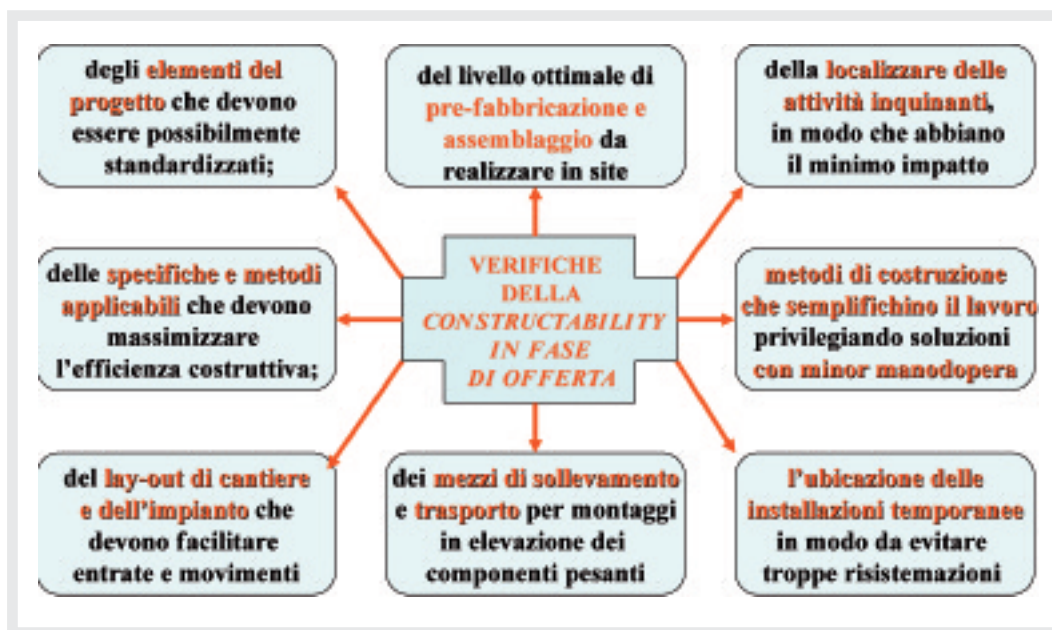 degli elementi del
progetto che devono
essere possibilmente
standardizzati;
del livello ottimale di
pre-fabbricazione e
assemblaggio da
realizzare in site
della localizzare delle
attività inquinanti,
in modo che abbiano
il minimo impatto
delle specifiche e metodi
applicabili che devono
massimizzare
l'efficienza costruttiva;
VERIFICHE
DELLA
CONSTRUCTABILITY
IN FASE
DI OFFERTA
metodi di costruzione
che semplifichino il lavoro
privilegiando soluzioni
con minor manodopera
del lay-out di cantiere
e dell'impianto che
devono facilitare
entrate e movimenti
dei mezzi di sollevamento
e trasporto per montaggi
in elevazione dei
componenti pesanti
l'ubicazione delle
installazioni temporanee
in modo da evitare
troppe risistemazioni